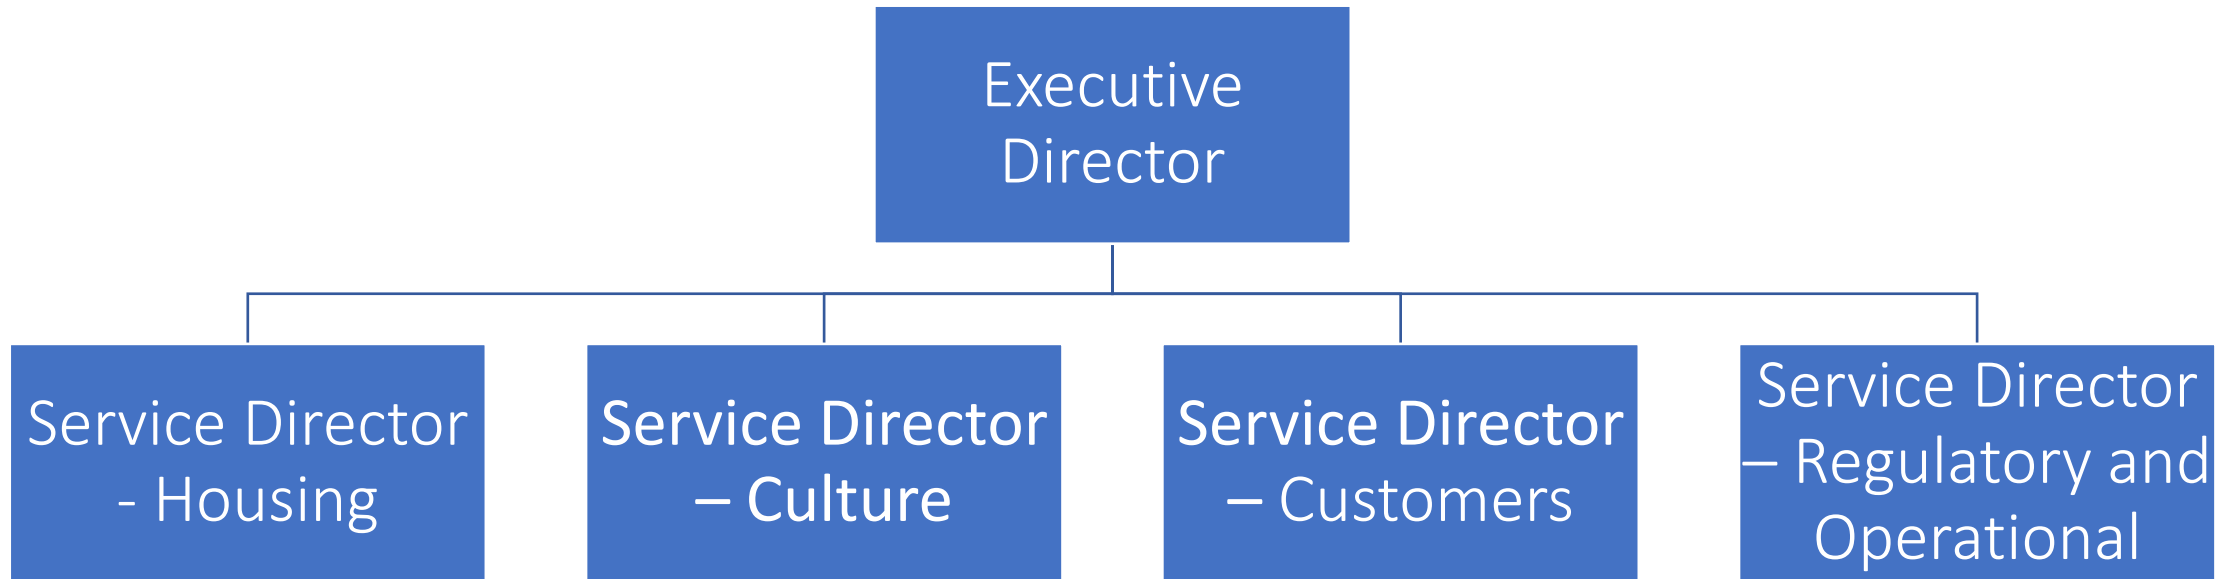 Executive
Director
Service Director
- Housing
Service Director
– Culture
Service Director
– Customers
Service Director
– Regulatory and
Operational